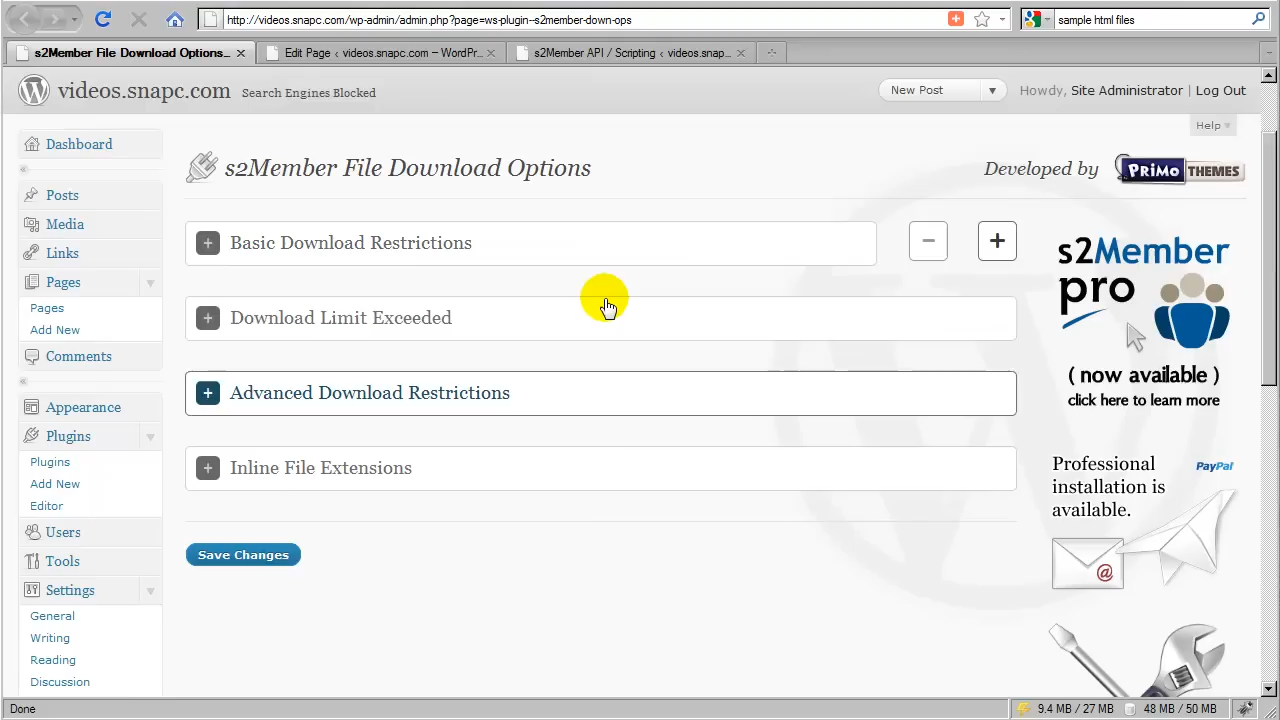 https://videos.snapc.com/wp-admin/admin.php?page=ws-plugin--s2member-down-ops
sample html files
s2Member File Download Options...
Edit Page ‹ videos.snapc.com — WordPr...
s2Member API / Scripting ‹ videos.snap...
videos.snapc.com
Search Engines Blocked
New Post
Howdy, Site Administrator | Log Out
Help
Dashboard
Posts
Media
Links
Pages
Pages
Add New
Comments
Appearance
Plugins
Plugins
Add New
Editor
Users
Tools
Settings
General
Writing
Reading
Discussion
s2Member File Download Options
Developed by
PRiMo THEMES
Basic Download Restrictions
Download Limit Exceeded
Advanced Download Restrictions
Inline File Extensions
Save Changes
s2Member
pro
( now available )
click here to learn more
Professional
installation is
available.
PayPal
@
Done
9.4 MB / 27 MB
48 MB / 50 MB